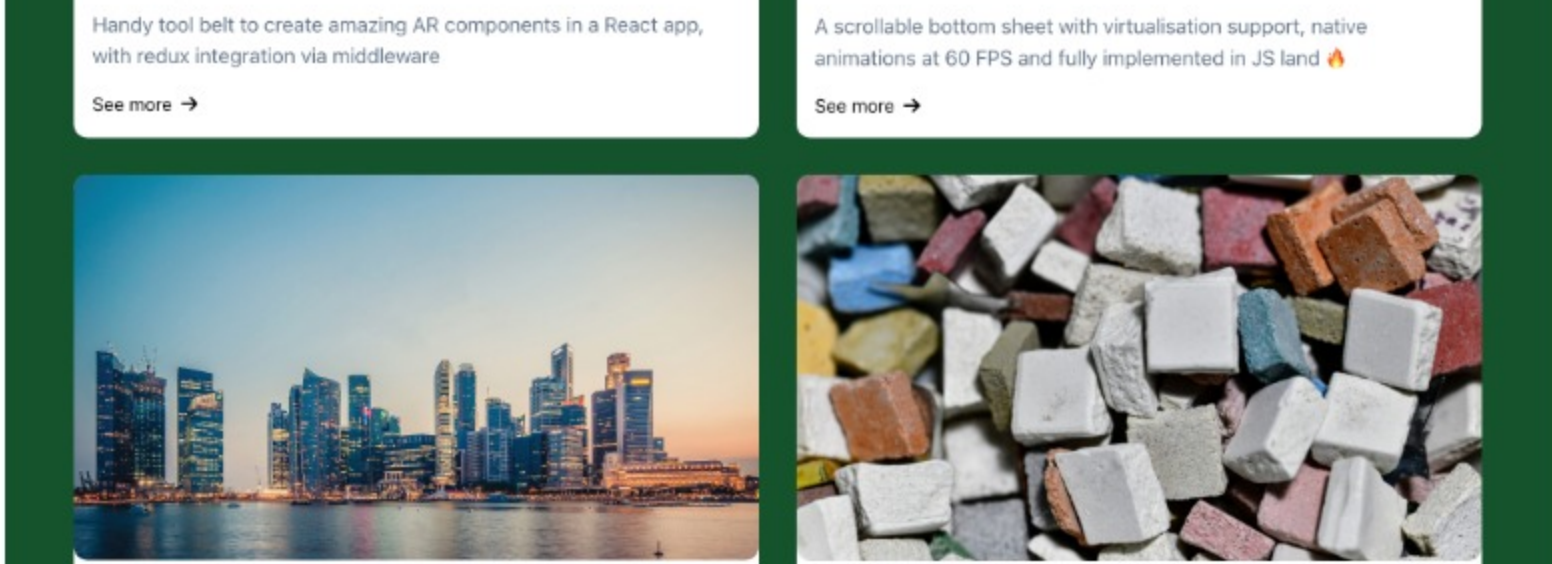 Handy tool belt to create amazing AR components in a React app,
with redux integration via middleware
See more →
A scrollable bottom sheet with virtualisation support, native
animations at 60 FPS and fully implemented in JS land 🔥
See more →